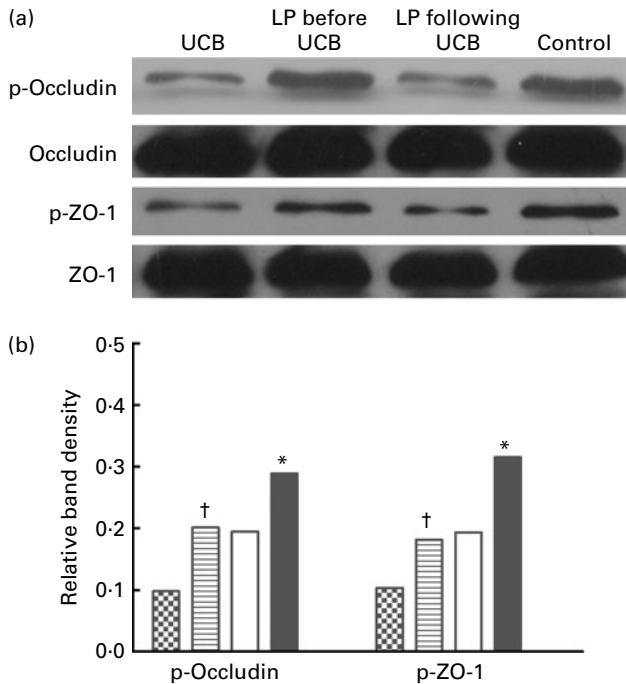 (a)
UCB
LP before
UCB
LP following
UCB
Control
p-Occludin
Occludin
p-ZO-1
ZO-1
(b)
Relative band density
0·5
0·4
0·3
0·2
0·1
0·0
†
*
†
*
p-Occludin
p-ZO-1